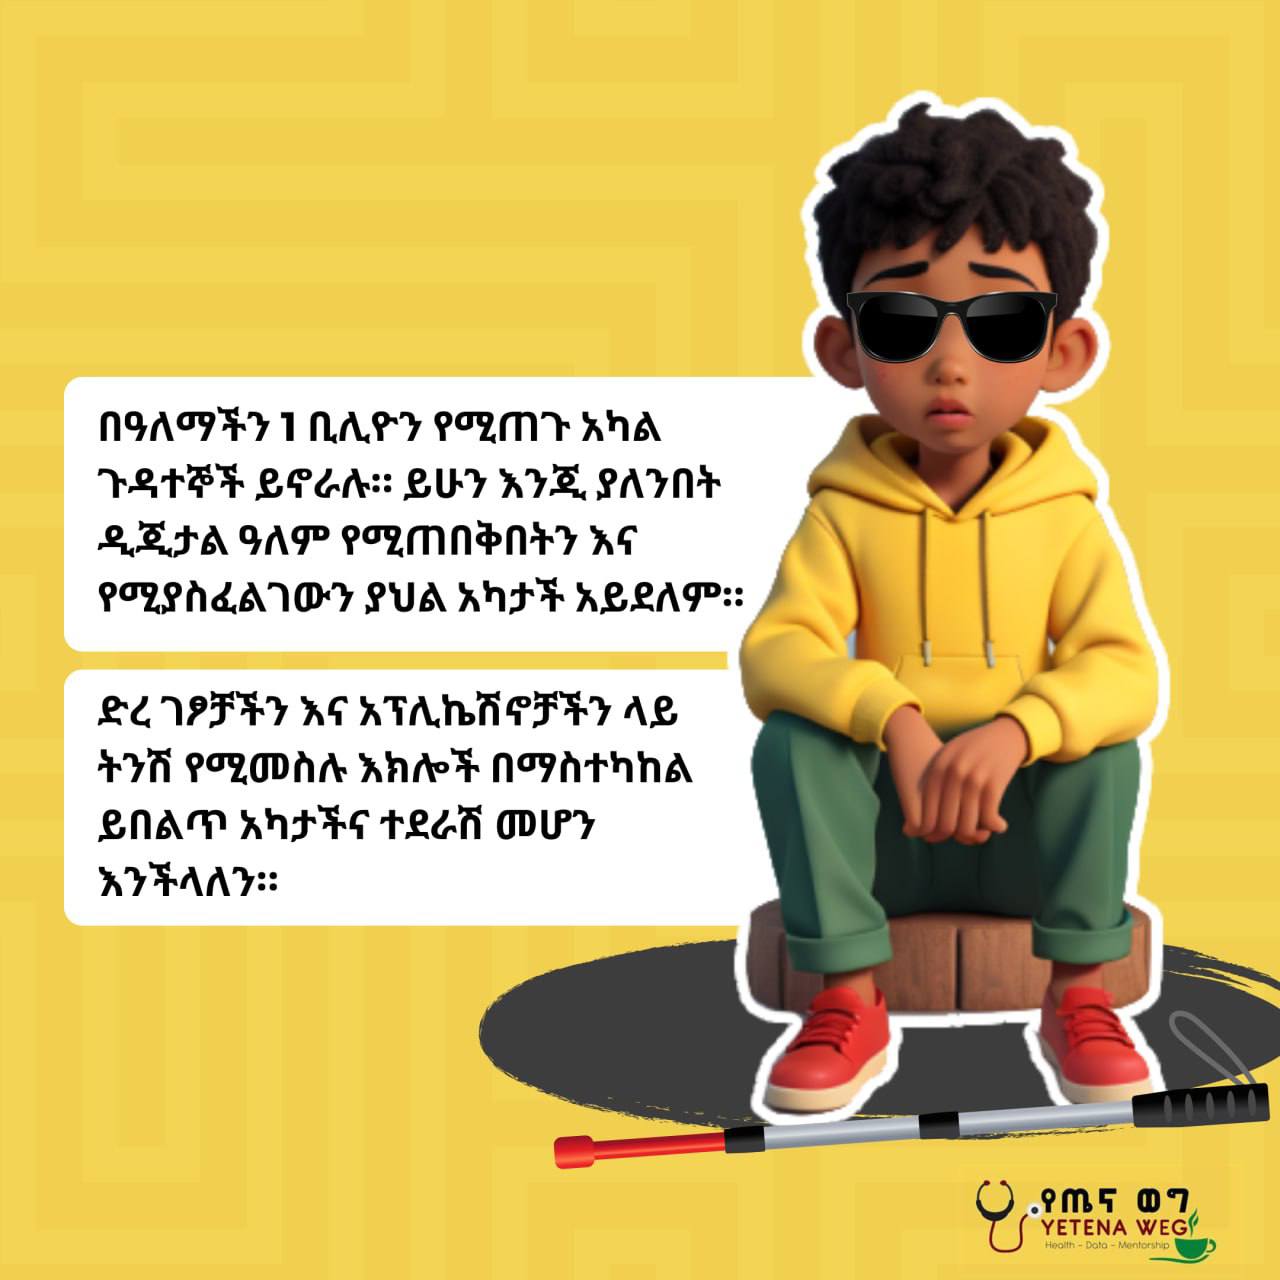 በዓለማችን 1 ቢሊዮን የሚጠጉ አካል
ጉዳተኞች ይኖራሉ። ይሁን እንጂ ያለንበት
ዲጂታል ዓለም የሚጠበቅበትን እና
የሚያስፈልገውን ያህል አካታች አይደለም።
ድረ ገፆቻችን እና አፕሊኬሽኖቻችን ላይ
ትንሽ የሚመስሉ እክሎች በማስተካከል
ይበልጥ አካታችና ተደራሽ መሆን
እንችላለን።
የጤና ወግ
YETENA WEG
Health - Data - Mentorship